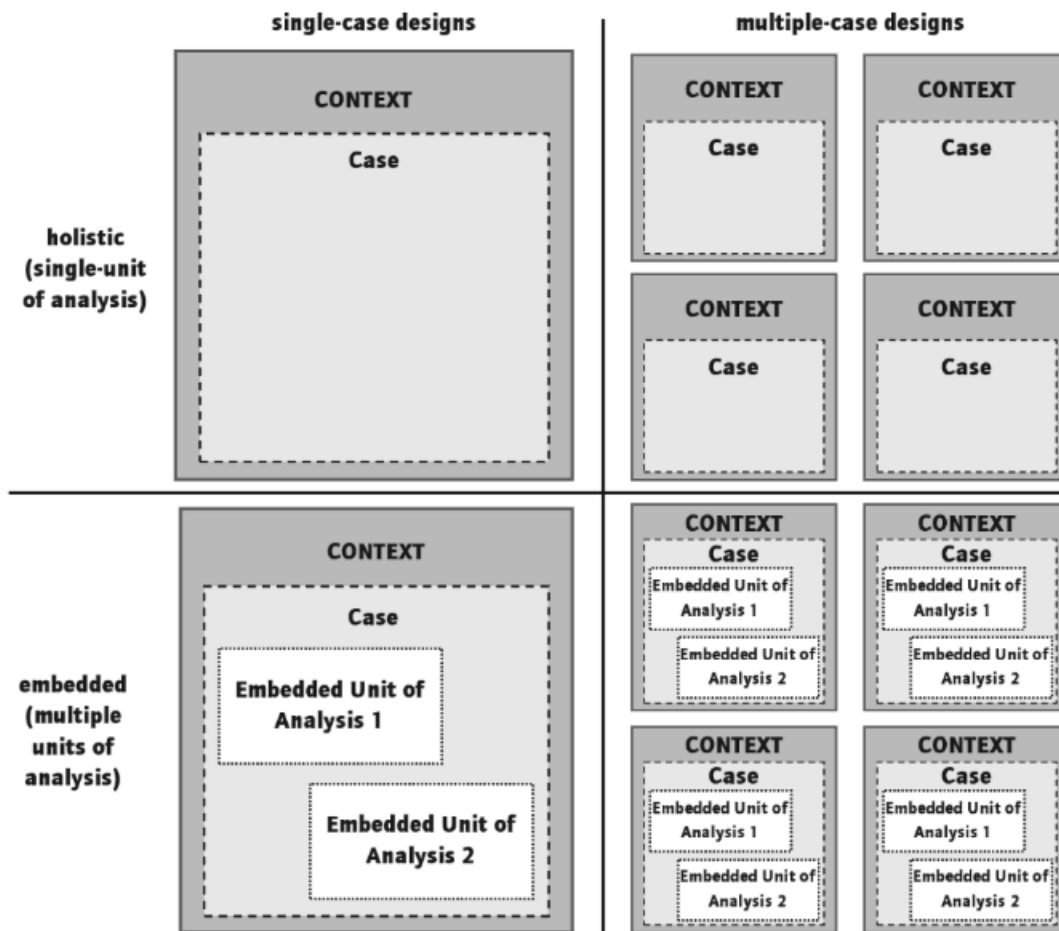 single-case designs
multiple-case designs
holistic
(single-unit
of analysis)
CONTEXT
Case
CONTEXT
Case
CONTEXT
Case
CONTEXT
Case
CONTEXT
Case
embedded
(multiple
units of
analysis)
CONTEXT
Case
Embedded Unit of
Analysis 1
Embedded Unit of
Analysis 2
CONTEXT
Case
Embedded Unit of
Analysis 1
Embedded Unit of
Analysis 2
CONTEXT
Case
Embedded Unit of
Analysis 1
Embedded Unit of
Analysis 2
CONTEXT
Case
Embedded Unit of
Analysis 1
Embedded Unit of
Analysis 2
CONTEXT
Case
Embedded Unit of
Analysis 1
Embedded Unit of
Analysis 2